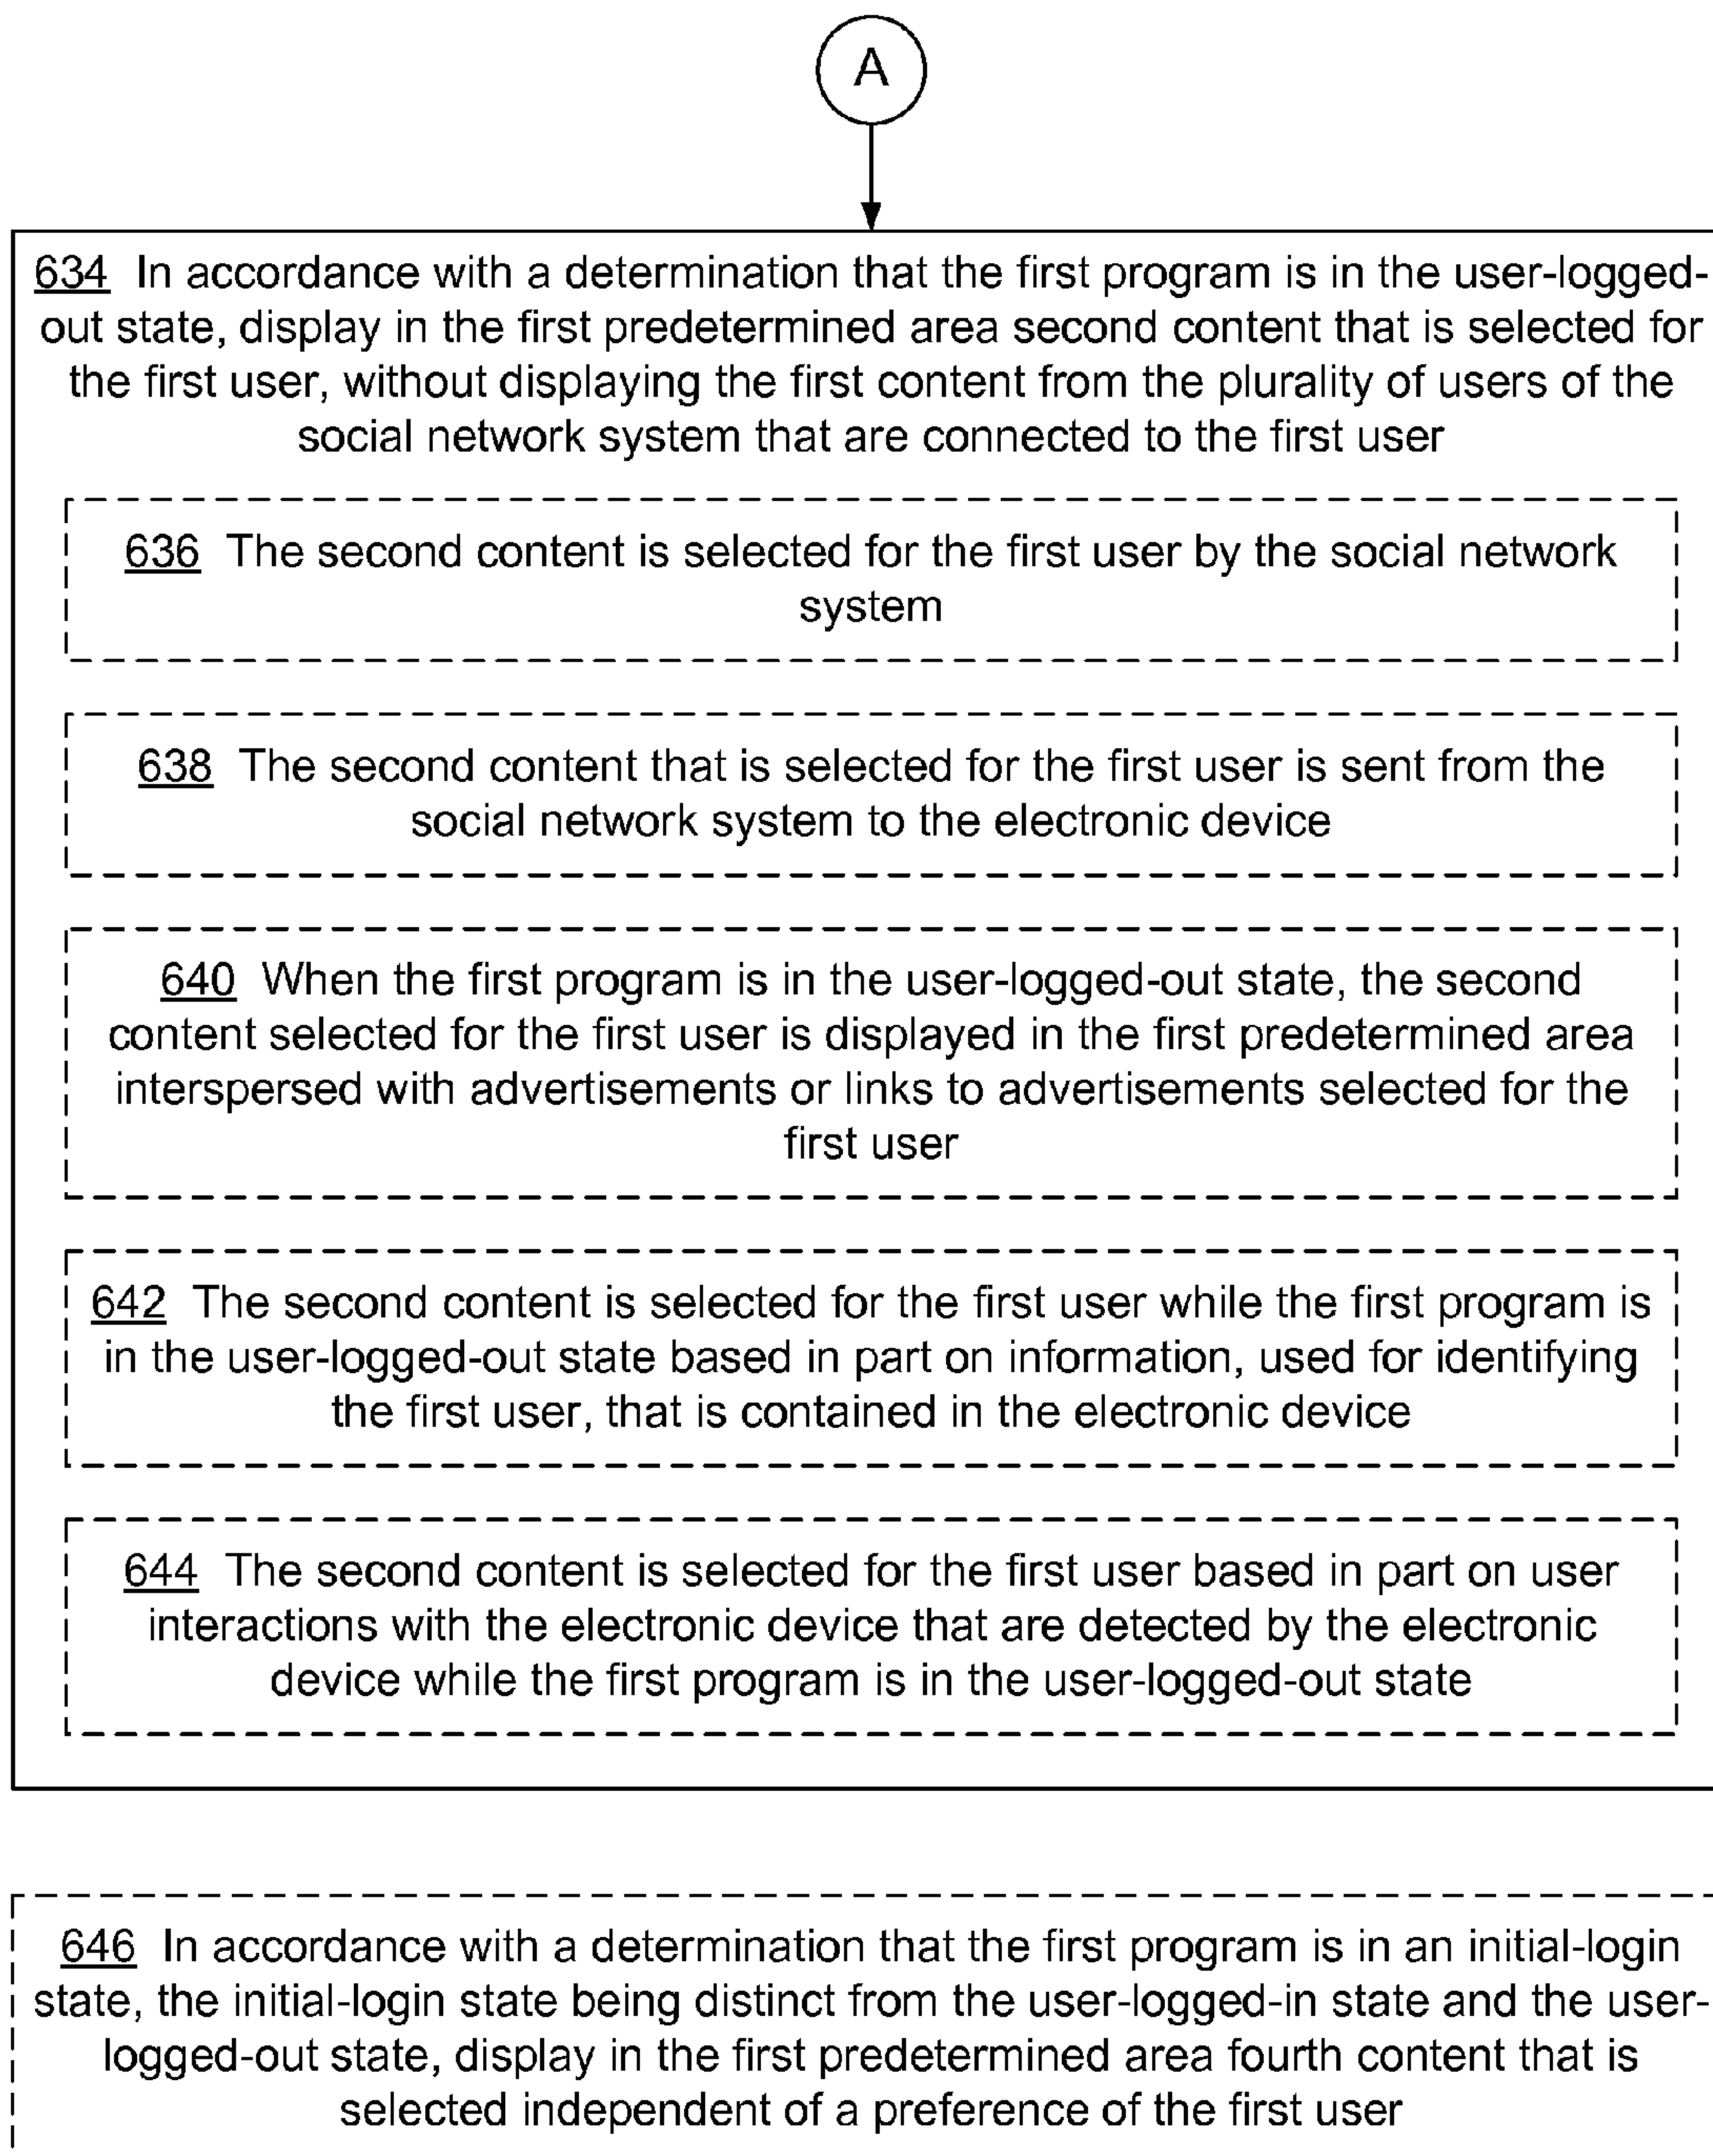 A
634 In accordance with a determination that the first program is in the user-logged-
out state, display in the first predetermined area second content that is selected for
the first user, without displaying the first content from the plurality of users of the
social network system that are connected to the first user
636 The second content is selected for the first user by the social network
system
638 The second content that is selected for the first user is sent from the
social network system to the electronic device
640 When the first program is in the user-logged-out state, the second
content selected for the first user is displayed in the first predetermined area
interspersed with advertisements or links to advertisements selected for the
first user
642 The second content is selected for the first user while the first program is
in the user-logged-out state based in part on information, used for identifying
the first user, that is contained in the electronic device
644 The second content is selected for the first user based in part on user
interactions with the electronic device that are detected by the electronic
device while the first program is in the user-logged-out state
646 In accordance with a determination that the first program is in an initial-login
state, the initial-login state being distinct from the user-logged-in state and the user-
logged-out state, display in the first predetermined area fourth content that is
selected independent of a preference of the first user